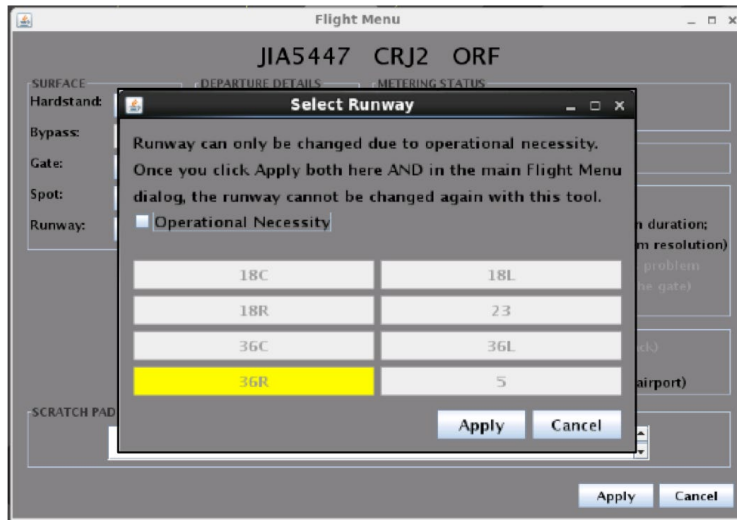 Flight Menu
JIA5447 CRJ2 ORF
SURFACE
DEPARTURE DETAILS
METERING STATUS
Hardstand:
Bypass:
Gate:
Spot:
Runway:
Select Runway
Runway can only be changed due to operational necessity.
Once you click Apply both here AND in the main Flight Menu
dialog, the runway cannot be changed again with this tool.
Operational Necessity
18C 18L
18R 23
36C 36L
36R 5
Apply Cancel
duration;
resolution)
problem
gate)
airport)
SCRATCH PAD
Apply Cancel